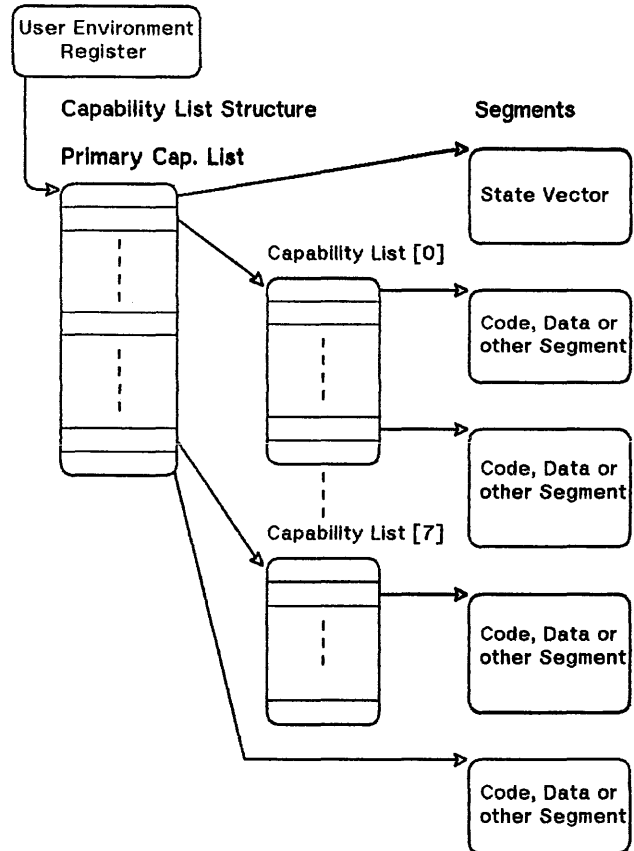 User Environment
Register
Capability List Structure
Segments
Primary Cap. List
State Vector
Capability List [0]
Code, Data or
other Segment
Code, Data or
other Segment
Capability List [7]
Code, Data or
other Segment
Code, Data or
other Segment